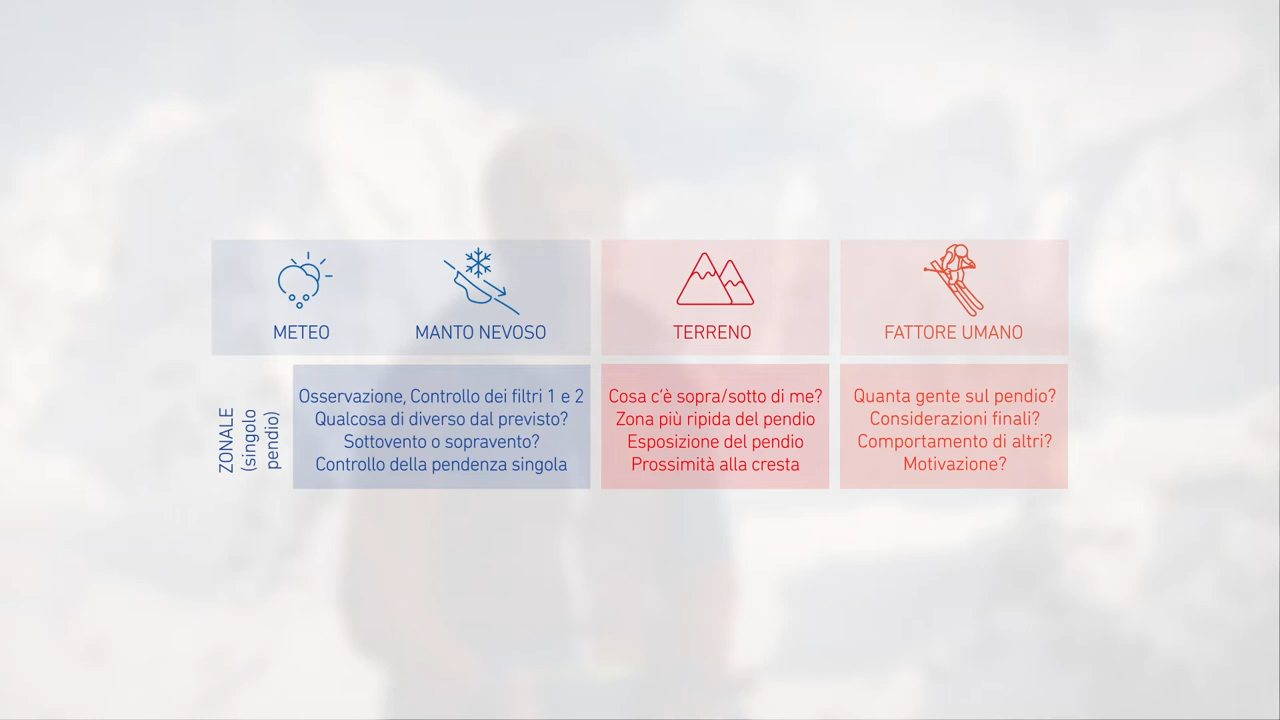 METEO
MANTO NEVOSO
TERRENO
FATTORE UMANO
ZONALE
(singolo
pendio)
Osservazione, Controllo dei filtri 1 e 2
Qualcosa di diverso dal previsto?
Sottovento o sopravento?
Controllo della pendenza singola
Cosa c'è sopra/sotto di me?
Zona più ripida del pendio
Esposizione del pendio
Prossimità alla cresta
Quanta gente sul pendio?
Considerazioni finali?
Comportamento di altri?
Motivazione?